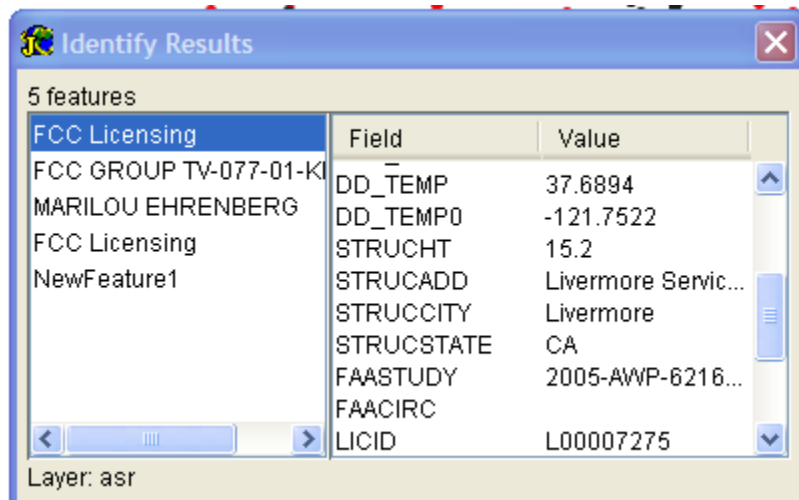 Identify Results
5 features
FCC Licensing
FCC GROUP TV-077-01-KI
MARILOU EHRENBERG
FCC Licensing
NewFeature1
Field Value
DD_TEMP 37.6894
DD_TEMP0 -121.7522
STRUCHT 15.2
STRUCADD Livermore Servic...
STRUCCITY Livermore
STRUCSTATE CA
FAASTUDY 2005-AWP-6216...
FAACIRC
LICID L00007275
Layer: asr